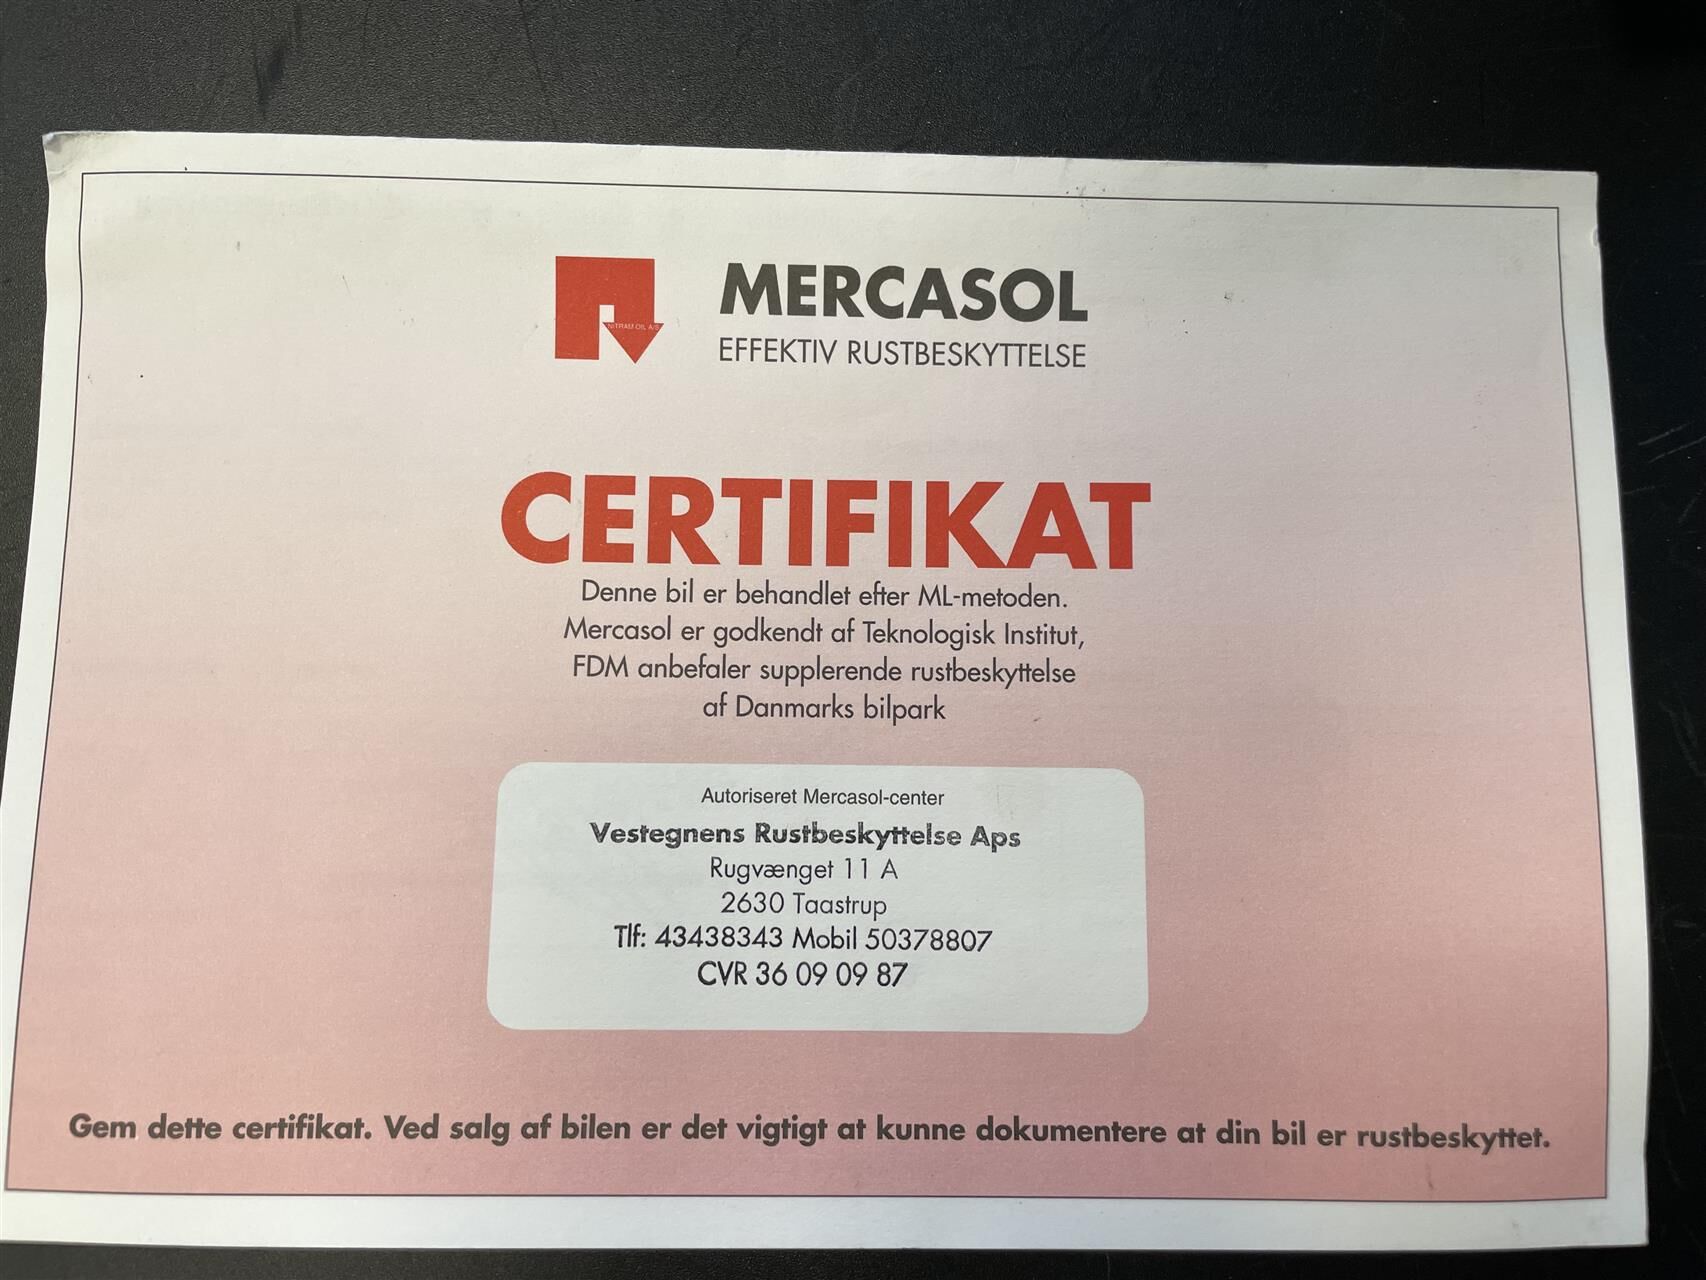 NITRAM OIL A/S
MERCASOL
EFFEKTIV RUSTBESKYTTELSE
CERTIFIKAT
Denne bil er behandlet efter ML-metoden.
Mercasol er godkendt af Teknologisk Institut,
FDM anbefaler supplerende rustbeskyttelse
af Danmarks bilpark
Autoriseret Mercasol-center
Vestegnens Rustbeskyttelse Aps
Rugvænget 11 A
2630 Taastrup
Tlf: 43438343 Mobil 50378807
CVR 36 09 09 87
Gem dette certifikat. Ved salg af bilen er det vigtigt at kunne dokumentere at din bil er rustbeskyttet.